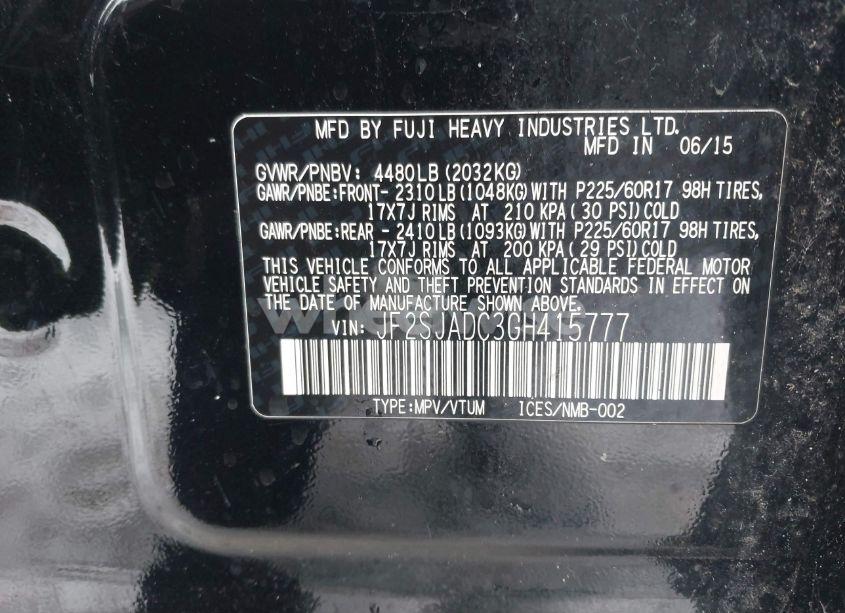 MFD BY FUJI HEAVY INDUSTRIES LTD.
MFD IN 06/15
GVWR/PNBV: 4480LB(2032KG)
GAWR/PNBE:FRONT- 2310LB(1048KG)WITH P225/60R17 98H TIRES,
17X7J RIMS AT 210 KPA(30 PSI)COLD
GAWR/PNBE:REAR - 2410LB(1093KG)WITH P225/60R17 98H TIRES,
17X7J RIMS AT 200 KPA(29 PSI)COLD
THIS VEHICLE CONFORMS TO ALL APPLICABLE FEDERAL MOTOR
VEHICLE SAFETY AND THEFT PREVENTION STANDARDS IN EFFECT ON
THE DATE OF MANUFACTURE SHOWN ABOVE.
VIN: JF2SJADC3GH415777
TYPE:MPV/VTUM ICES/NMB-002